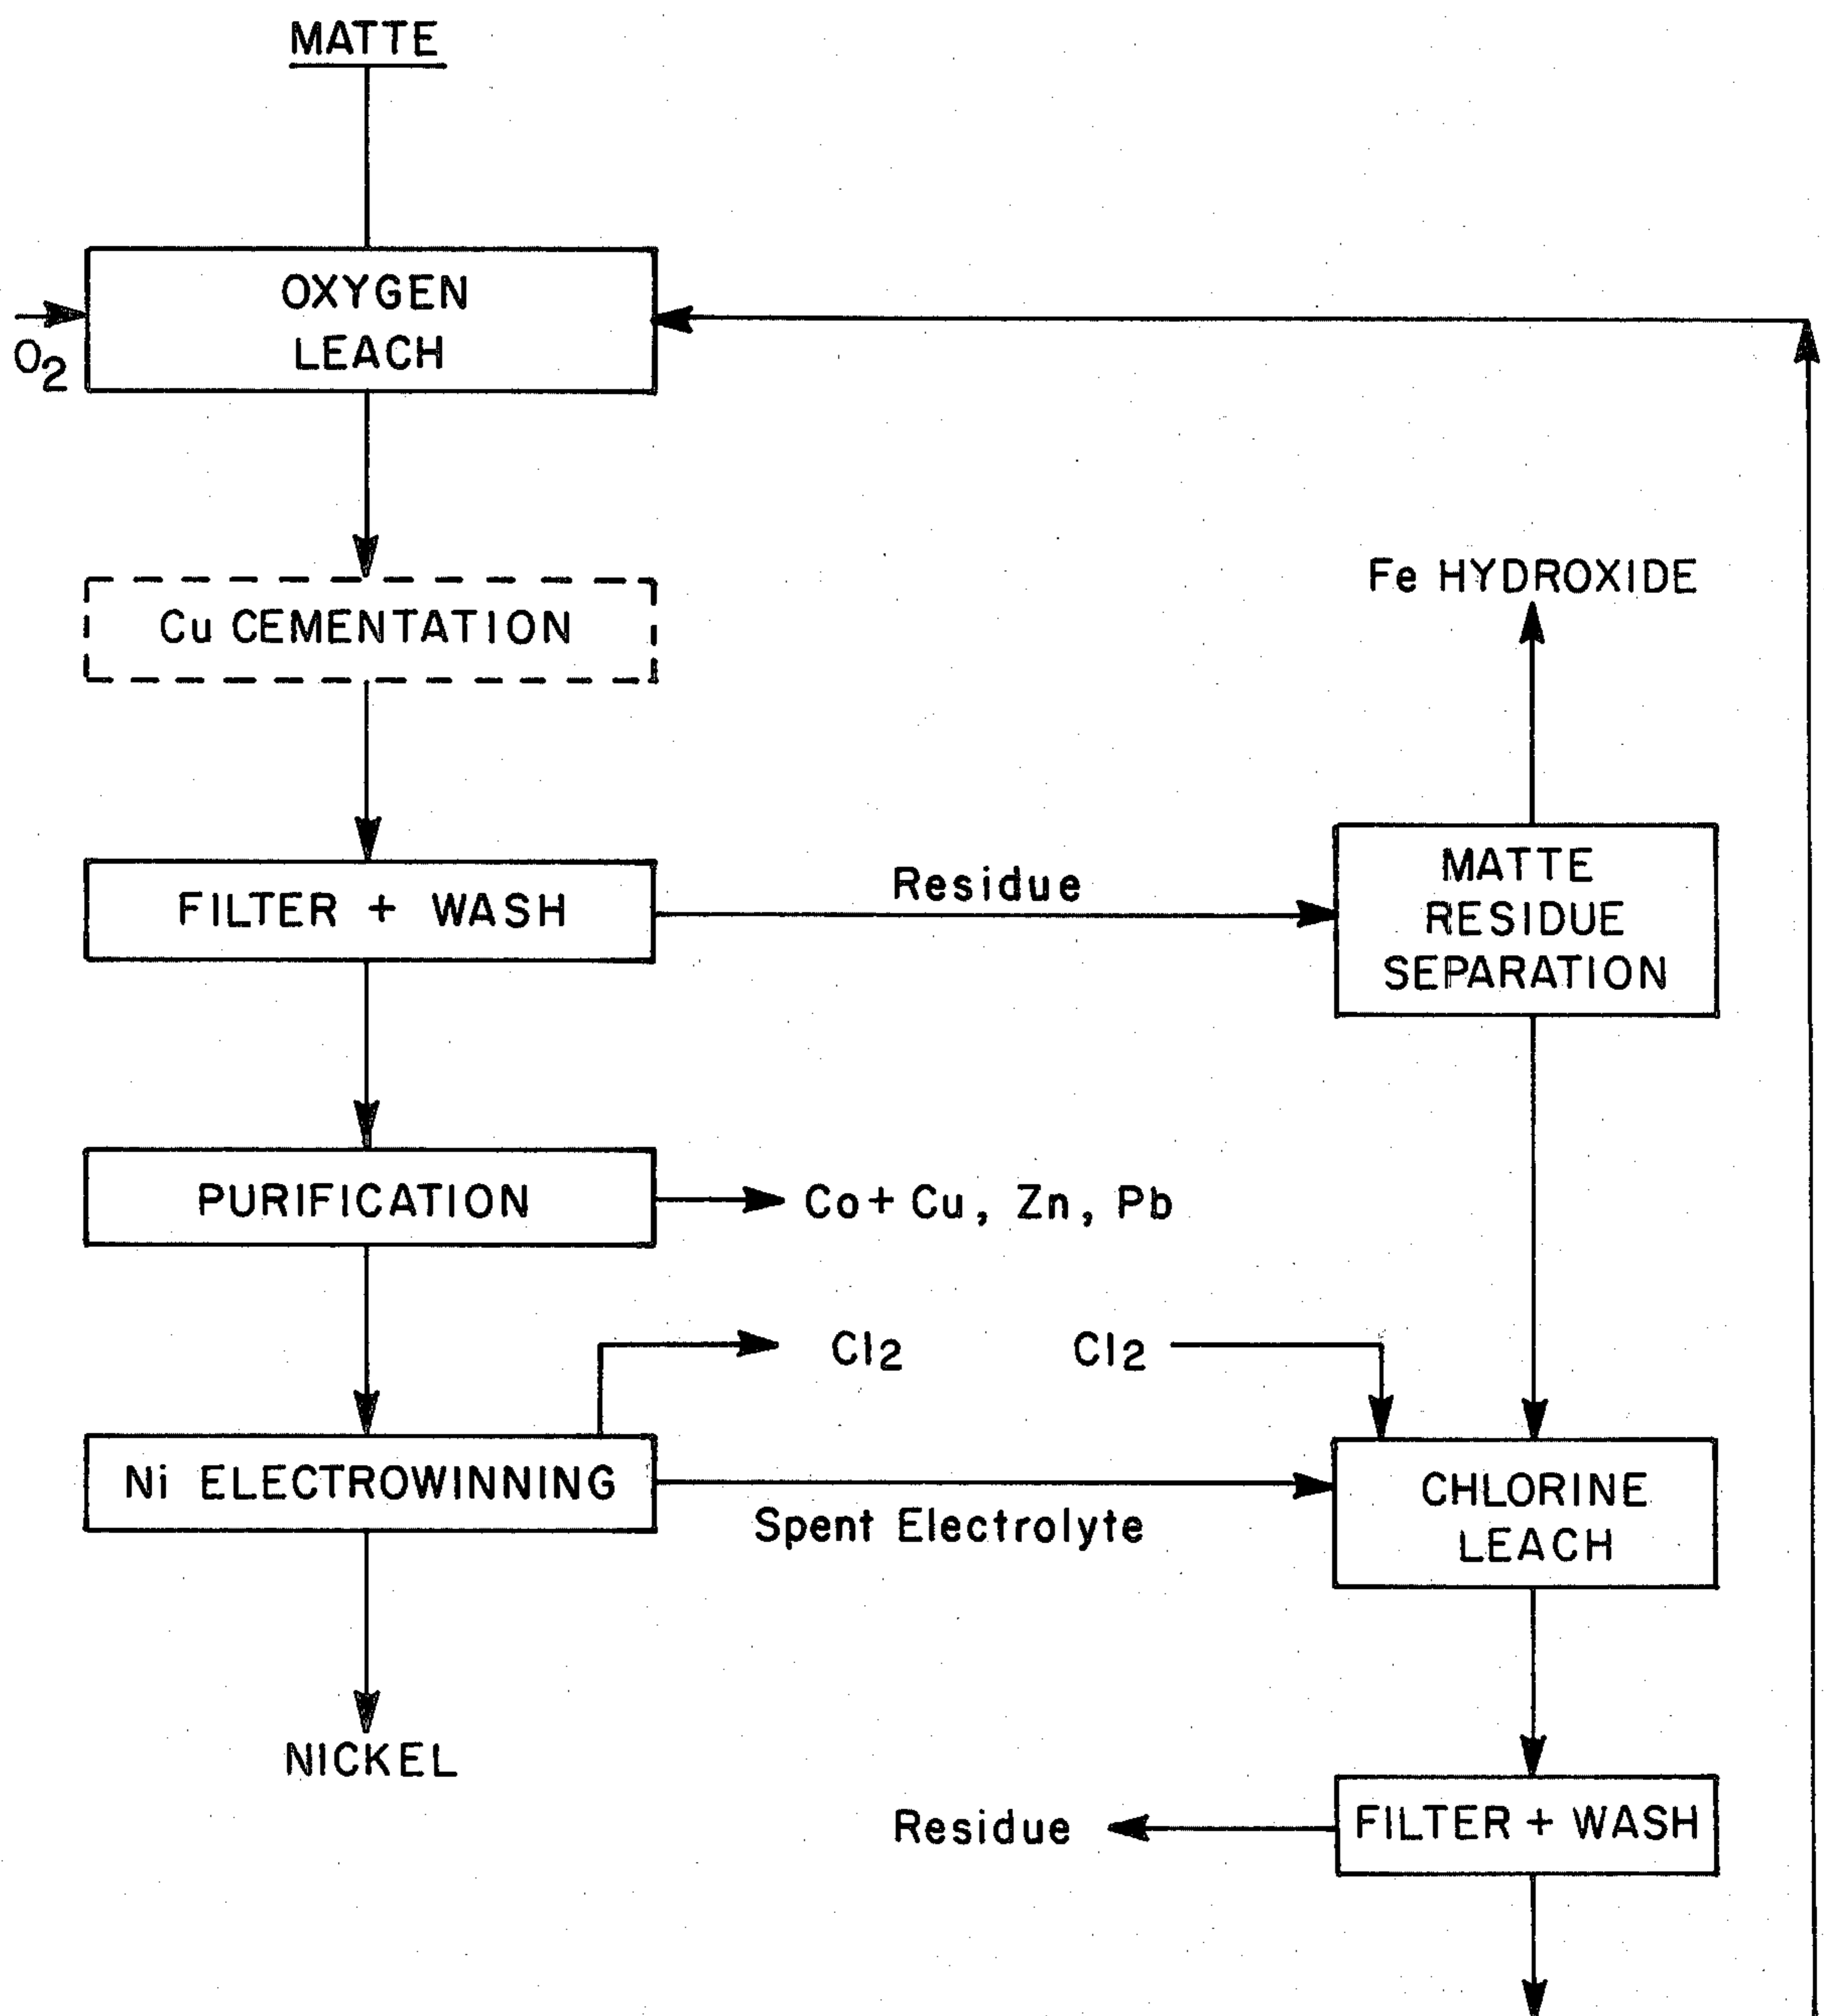 MATTE
OXYGEN
LEACH
O2
Cu CEMENTATION
Fe HYDROXIDE
FILTER + WASH
Residue
MATTE
RESIDUE
SEPARATION
PURIFICATION
Co + Cu, Zn, Pb
Cl2
Cl2
Ni ELECTROWINNING
Spent Electrolyte
CHLORINE
LEACH
NICKEL
Residue
FILTER + WASH